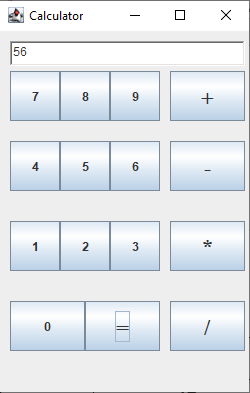 Calculator
56
7 8 9 +
4 5 6 -
1 2 3 *
0 = /